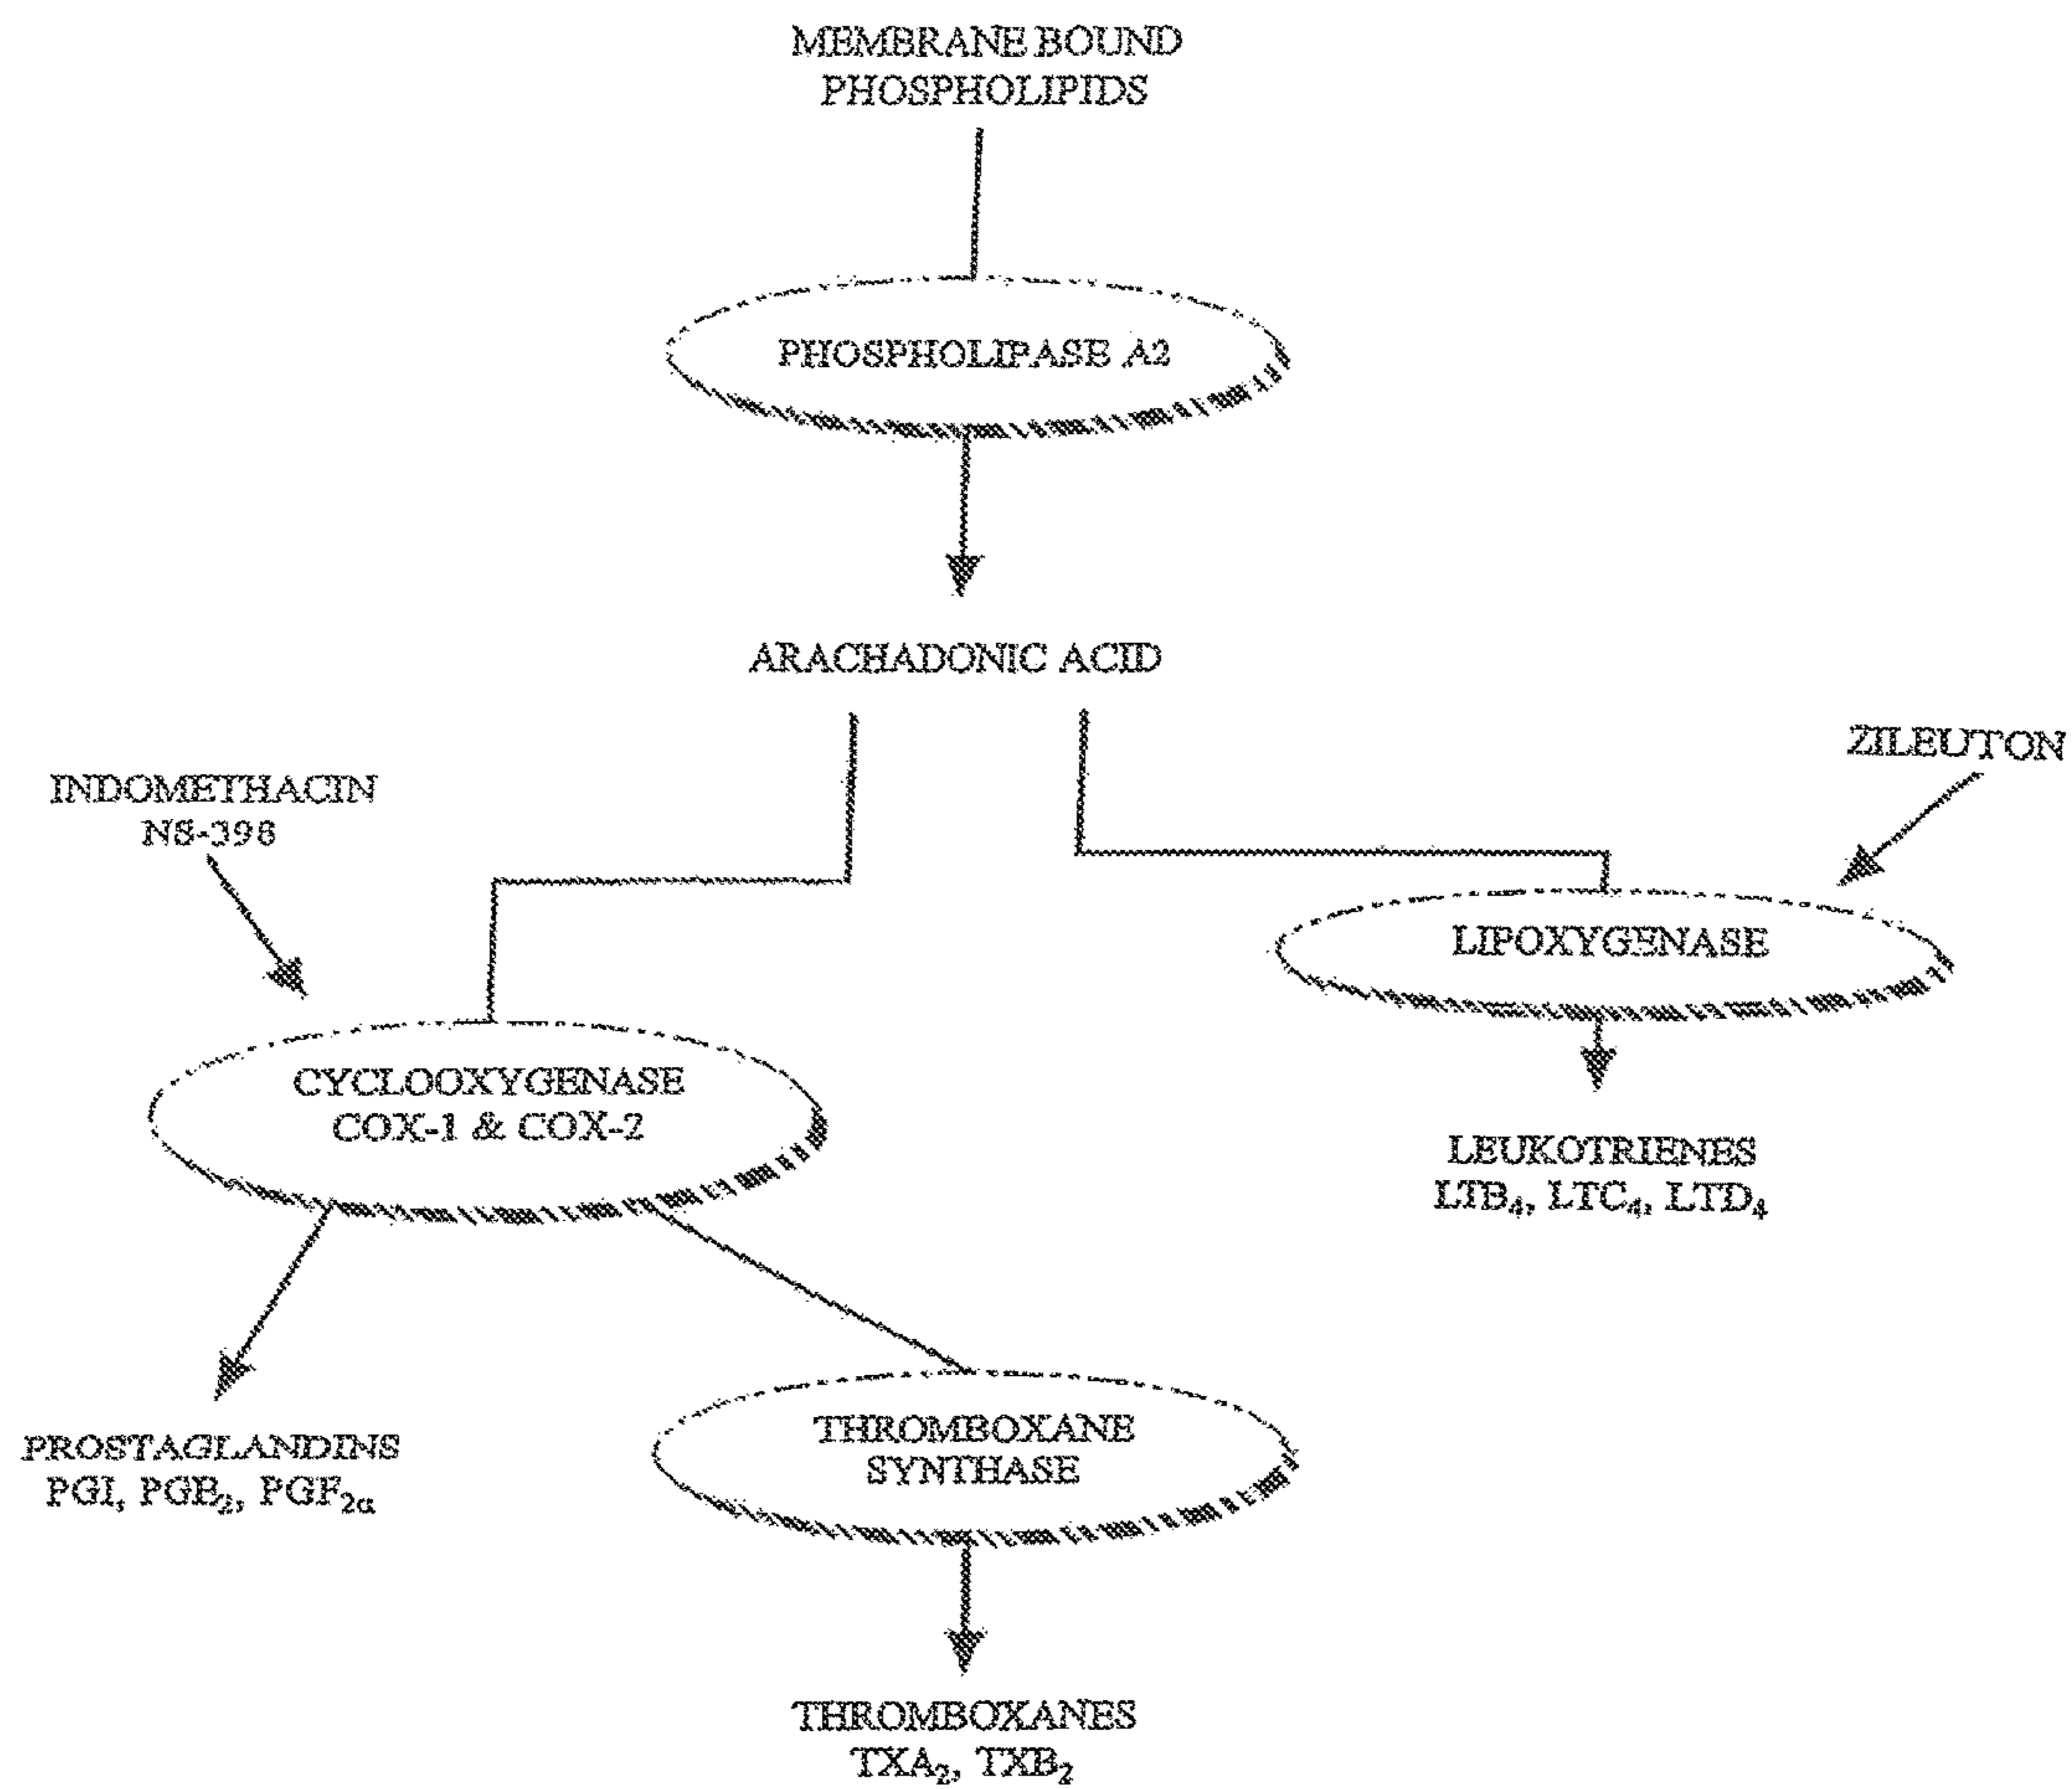 MEMBRANE BOUND
PHOSPHOLIPIDS
PHOSPHOLIPASE A2
ARACHADONIC ACID
ZILEUTON
INDOMETHACIN
NS-398
LIPOXYGENASE
CYCLOOXYGENASE
COX-1 & COX-2
LEUKOTRIENES
LTB₄, LTC₄, LTD₄
THROMBOXANE
SYNTHASE
PROSTAGLANDINS
PGI, PGE₂, PGF₂α
THROMBOXANES
TXA₂, TXB₂